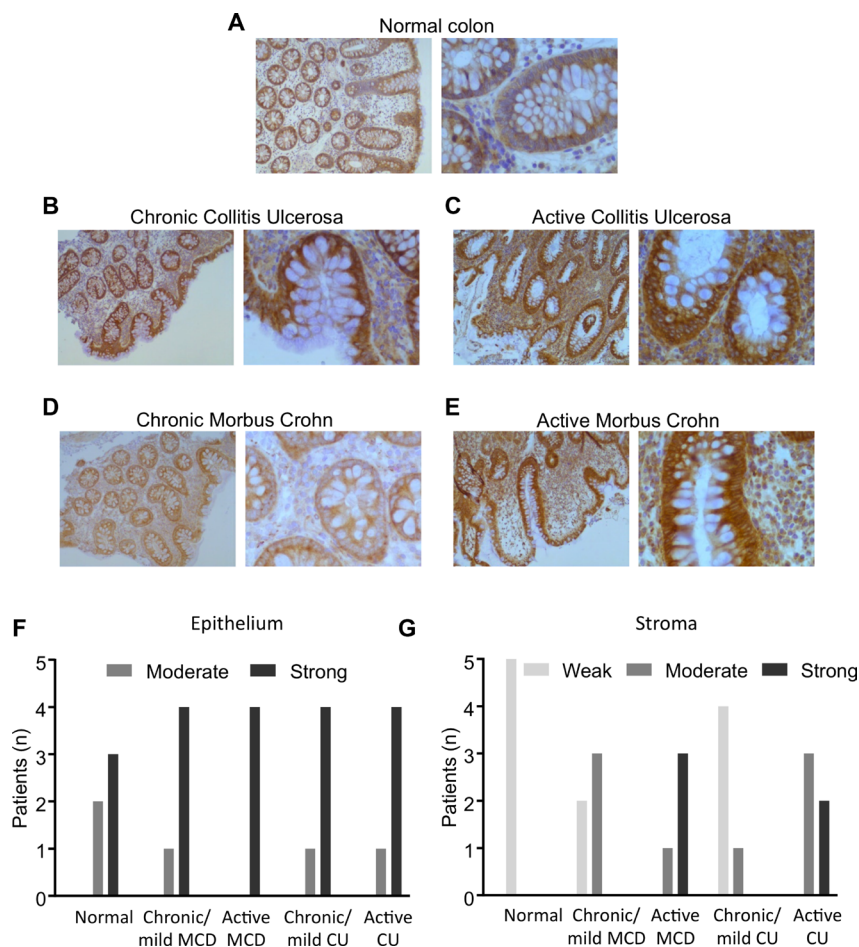 A
Normal colon
B
Chronic Collitis Ulcerosa
C
Active Collitis Ulcerosa
D
Chronic Morbus Crohn
E
Active Morbus Crohn
F
Epithelium
Moderate
Strong
Patients (n)
5
4
3
2
1
0
Normal
Chronic/
mild MCD
Active
MCD
Chronic/
mild CU
Active
CU
G
Stroma
Weak
Moderate
Strong
Patients (n)
5
4
3
2
1
0
Normal
Chronic/
mild MCD
Active
MCD
Chronic/
mild CU
Active
CU